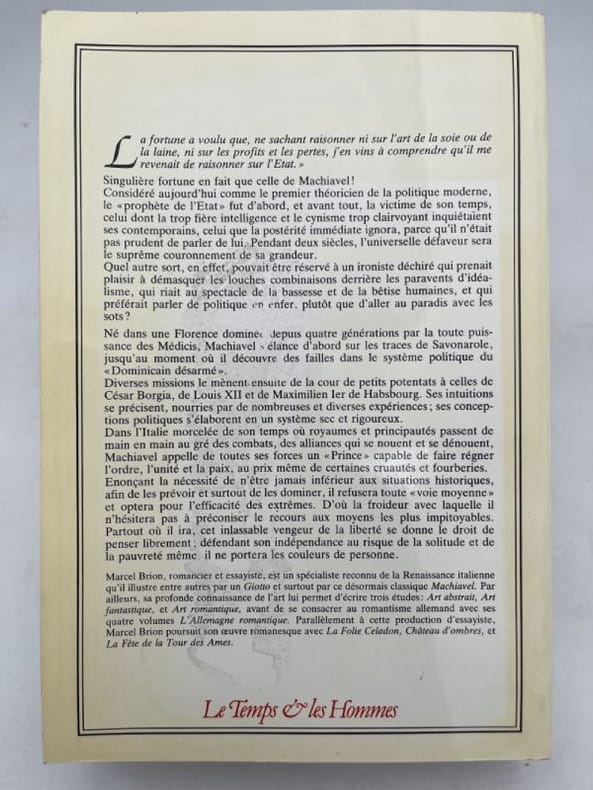 La fortune a voulu que, ne sachant raisonner ni sur l'art de la soie ou de
la laine, ni sur les profits et les pertes, j'en vins à comprendre qu'il me
revenait de raisonner sur l'Etat. »
Singulière fortune en fait que celle de Machiavel !
Considéré aujourd'hui comme le premier théoricien de la politique moderne,
le « prophète de l'Etat » fut d'abord, et avant tout, la victime de son temps,
celui dont la trop fière intelligence et le cynisme trop clairvoyant inquiétaient
ses contemporains, celui que la postérité immédiate ignora, parce qu'il n'était
pas prudent de parler de lui. Pendant deux siècles, l'universelle défaveur sera
le suprême couronnement de sa grandeur.
Quel autre sort, en effet, pouvait être réservé à un ironiste déchiré qui prenait
plaisir à démasquer les louches combinaisons derrière les paravents d'idéa-
lisme, qui riait au spectacle de la bassesse et de la bêtise humaines, et qui
préférait parler de politique en enfer, plutôt que d'aller au paradis avec les
sots ?
Né dans une Florence dominée depuis quatre générations par la toute puis-
sance des Médicis, Machiavel s'élance d'abord sur les traces de Savonarole,
jusqu'au moment où il découvre des failles dans le système politique du
« Dominicain désarmé ».
Diverses missions le mènent ensuite de la cour de petits potentats à celles de
César Borgia, de Louis XII et de Maximilien Ier de Habsbourg. Ses intuitions
se précisent, nourries par de nombreuses et diverses expériences ; ses concep-
tions politiques s'élaborent en un système sec et rigoureux.
Dans l'Italie morcelée de son temps où royaumes et principautés passent de
main en main au gré des combats, des alliances qui se nouent et se dénouent,
Machiavel appelle de toutes ses forces un « Prince » capable de faire régner
l'ordre, l'unité et la paix, au prix même de certaines cruautés et fourberies.
Enonçant la nécessité de n'être jamais inférieur aux situations historiques,
afin de les prévoir et surtout de les dominer, il refusera toute « voie moyenne »
et optera pour l'efficacité des extrêmes. D'où la froideur avec laquelle il
n'hésitera pas à préconiser le recours aux moyens les plus impitoyables.
Partout où il ira, cet inlassable vengeur de la liberté se donne le droit de
penser librement ; défendant son indépendance au risque de la solitude et de
la pauvreté même il ne portera les couleurs de personne.
Marcel Brion, romancier et essayiste, est un spécialiste reconnu de la Renaissance italienne
qu'il illustre entre autres par un Giotto et surtout par ce désormais classique Machiavel. Par
ailleurs, sa profonde connaissance de l'art lui permet d'écrire trois études : Art abstrait, Art
fantastique, et Art romantique, avant de se consacrer au romantisme allemand avec ses
quatre volumes L'Allemagne romantique. Parallèlement à cette production d'essayiste,
Marcel Brion poursuit son œuvre romanesque avec La Folie Celadon, Château d'ombres, et
La Fête de la Tour des Ames.
Le Temps & les Hommes